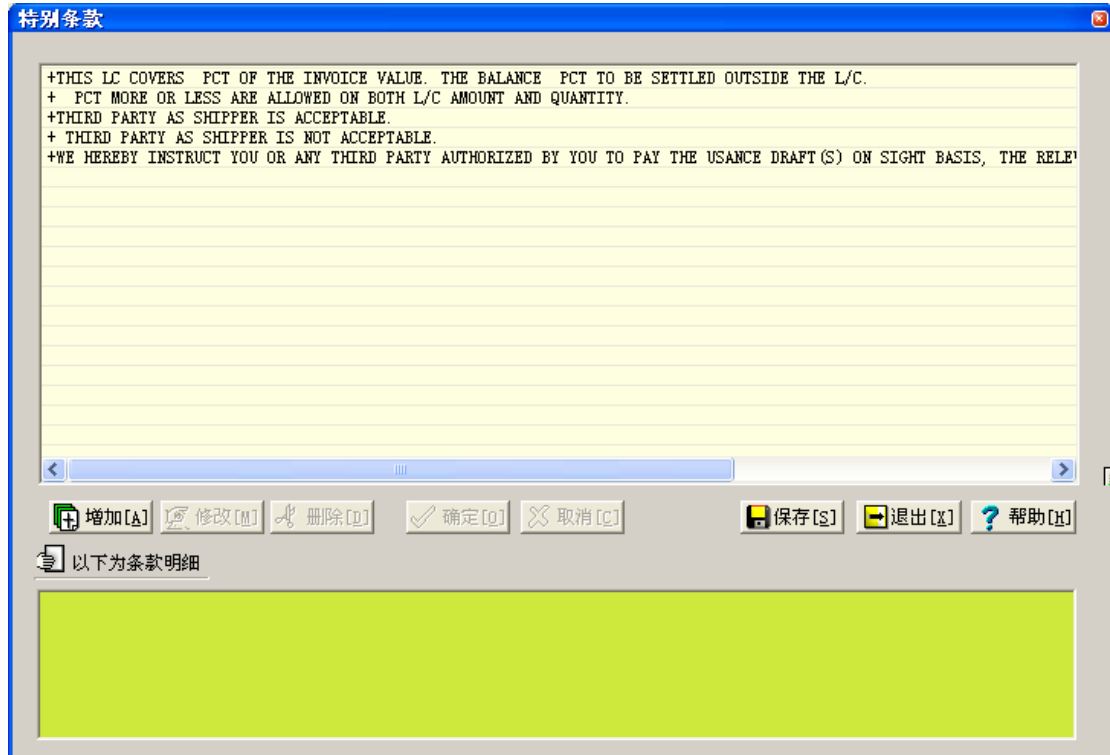 特别条款
+THIS LC COVERS  PCT OF THE INVOICE VALUE. THE BALANCE  PCT TO BE SETTLED OUTSIDE THE L/C.
+  PCT MORE OR LESS ARE ALLOWED ON BOTH L/C AMOUNT AND QUANTITY.
+THIRD PARTY AS SHIPPER IS ACCEPTABLE.
+ THIRD PARTY AS SHIPPER IS NOT ACCEPTABLE.
+WE HEREBY INSTRUCT YOU OR ANY THIRD PARTY AUTHORIZED BY YOU TO PAY THE USANCE DRAFT(S) ON SIGHT BASIS, THE
增加[A] 修改[M] 删除[D] 确定[O] 取消[C] 保存[S] 退出[X] 帮助[H]
以下为条款明细